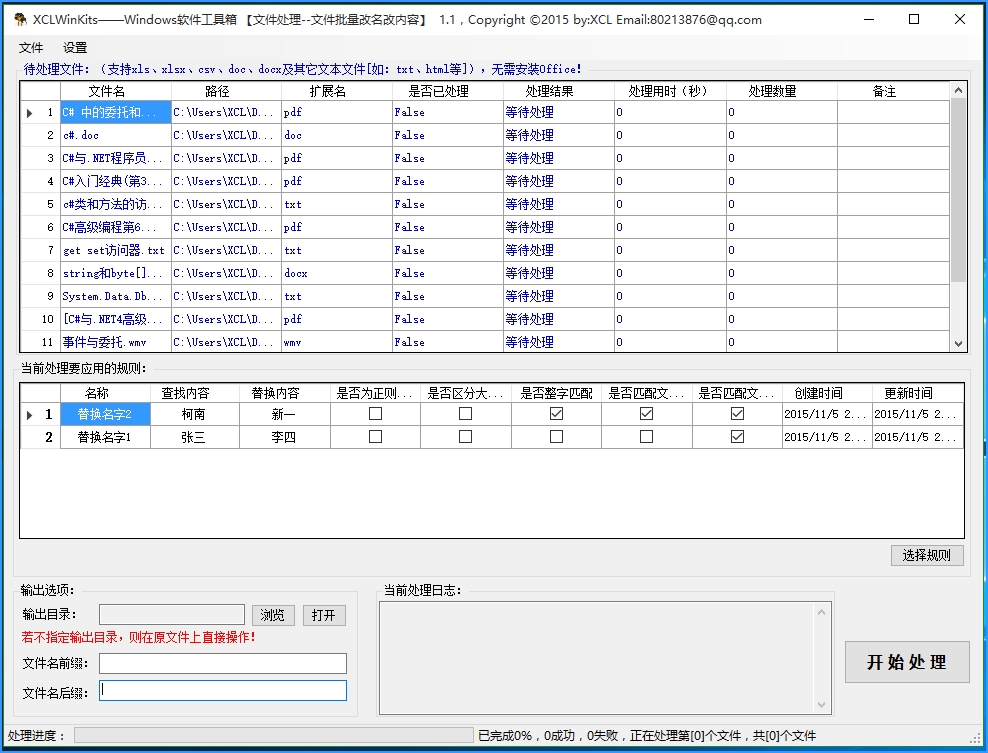 XCLWinKits——Windows软件工具箱 【文件处理--文件批量改名改内容】 1.1，Copyright ©2015 by:XCL Email:80213876@qq.com
文件 设置
待处理文件：（支持xls、xlsx、csv、doc、docx及其它文本文件[如：txt、html等]），无需安装Office！
文件名 路径 扩展名 是否已处理 处理结果 处理用时（秒） 处理数量 备注
1 C# 中的委托和... C:\Users\XCL\D... pdf False 等待处理 0 0
2 c#.doc C:\Users\XCL\D... doc False 等待处理 0 0
3 C#与.NET程序员... C:\Users\XCL\D... pdf False 等待处理 0 0
4 C#入门经典(第3... C:\Users\XCL\D... pdf False 等待处理 0 0
5 c#类和方法的访... C:\Users\XCL\D... txt False 等待处理 0 0
6 C#高级编程第6... C:\Users\XCL\D... pdf False 等待处理 0 0
7 get set访问器.txt C:\Users\XCL\D... txt False 等待处理 0 0
8 string和byte[]... C:\Users\XCL\D... docx False 等待处理 0 0
9 System.Data.Db... C:\Users\XCL\D... txt False 等待处理 0 0
10 [C#与.NET4高级... C:\Users\XCL\D... pdf False 等待处理 0 0
11 事件与委托.wmv C:\Users\XCL\D... wmv False 等待处理 0 0
当前处理要应用的规则：
名称 查找内容 替换内容 是否为正则... 是否区分大... 是否整字匹配 是否匹配文... 是否匹配文... 创建时间 更新时间
1 替换名字2 柯南 新一 2015/11/5 2... 2015/11/5 2...
2 替换名字1 张三 李四 2015/11/5 2... 2015/11/5 2...
选择规则
输出选项：
输出目录： 浏览 打开
若不指定输出目录，则在原文件上直接操作！
文件名前缀：
文件名后缀：
当前处理日志：
开始处理
处理进度： 已完成0%，0成功，0失败，正在处理第[0]个文件，共[0]个文件